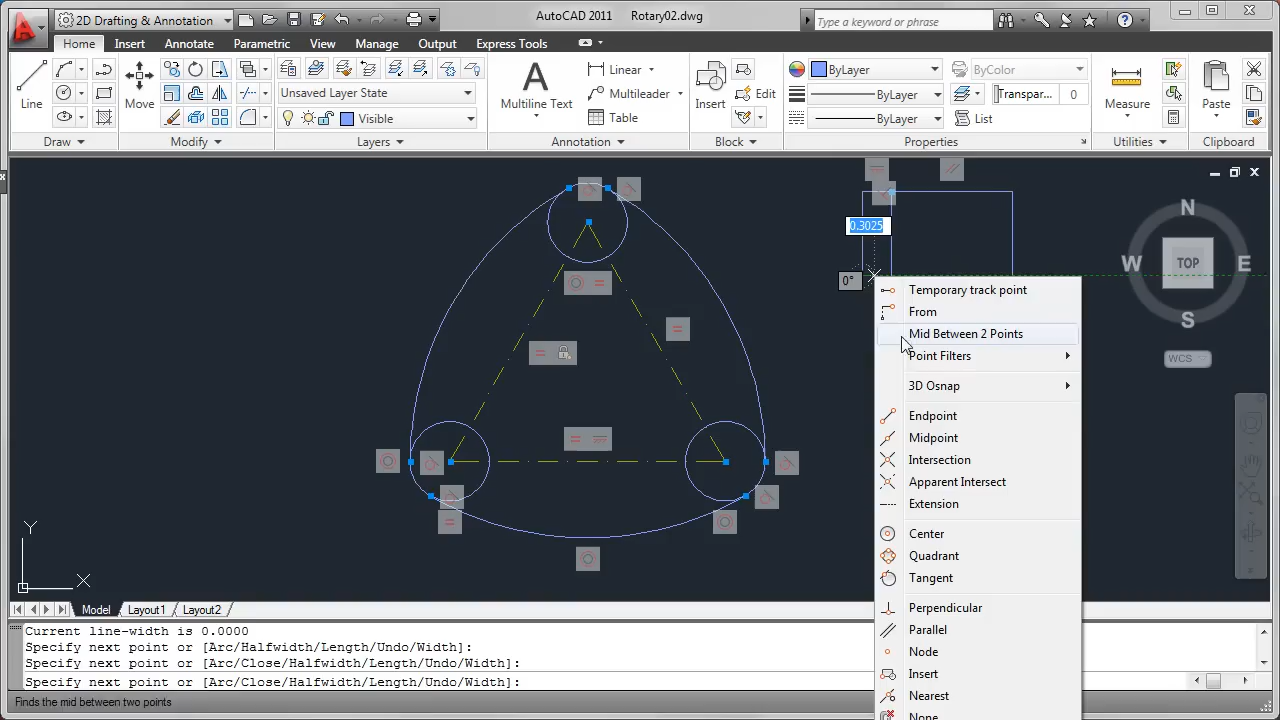 2D Drafting & Annotation
AutoCAD 2011 Rotary02.dwg
Type a keyword or phrase
Home Insert Annotate Parametric View Manage Output Express Tools
Line
Move
Unsaved Layer State
Visible
Multiline Text
Linear
Multileader
Table
Insert
Edit
ByLayer
ByLayer
ByLayer
ByColor
Transpar... 0
List
Measure
Paste
Draw Modify Layers Annotation Block Properties Utilities Clipboard
0.3025
0°
N
W TOP E
S
WCS
Temporary track point
From
Mid Between 2 Points
Point Filters
3D Osnap
Endpoint
Midpoint
Intersection
Apparent Intersect
Extension
Center
Quadrant
Tangent
Perpendicular
Parallel
Node
Insert
Nearest
None
Y
X
Model Layout1 Layout2
Current line-width is 0.0000
Specify next point or [Arc/Halfwidth/Length/Undo/Width]:
Specify next point or [Arc/Close/Halfwidth/Length/Undo/Width]:
Specify next point or [Arc/Close/Halfwidth/Length/Undo/Width]:
Finds the mid between two points